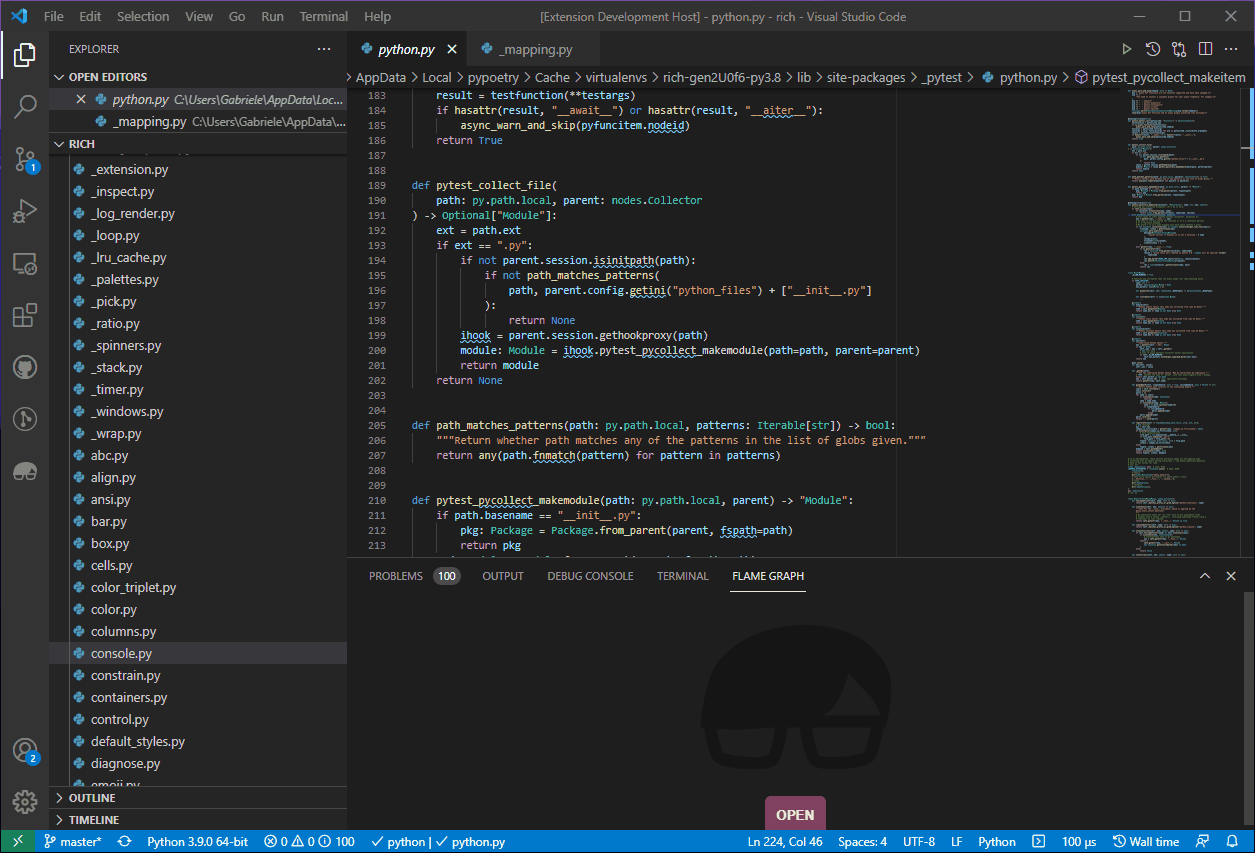 File Edit Selection View Go Run Terminal Help
[Extension Development Host] - python.py - rich - Visual Studio Code
EXPLORER
OPEN EDITORS
python.py C:\Users\Gabriele\AppData\Loc...
_mapping.py C:\Users\Gabriele\AppData\...
RICH
_extension.py
_inspect.py
_log_render.py
_loop.py
_lru_cache.py
_palettes.py
_pick.py
_ratio.py
_spinners.py
_stack.py
_timer.py
_windows.py
_wrap.py
abc.py
align.py
ansi.py
bar.py
box.py
cells.py
color_triplet.py
color.py
columns.py
console.py
constrain.py
containers.py
control.py
default_styles.py
diagnose.py
emoji.py
OUTLINE
TIMELINE
1
2
python.py
_mapping.py
> AppData > Local > pypoetry > Cache > virtualenvs > rich-gen2U0f6-py3.8 > lib > site-packages > _pytest > python.py > pytest_pycollect_makeitem
183 result = testfunction(**testargs)
184 if hasattr(result, "__await__") or hasattr(result, "__aiter__"):
185 async_warn_and_skip(pyfuncitem.nodeid)
186 return True
187
188
189 def pytest_collect_file(
190 path: py.path.local, parent: nodes.Collector
191 ) -> Optional["Module"]:
192 ext = path.ext
193 if ext == ".py":
194 if not parent.session.isinitpath(path):
195 if not path_matches_patterns(
196 path, parent.config.getini("python_files") + ["__init__.py"]
197 ):
198 return None
199 ihook = parent.session.gethookproxy(path)
200 module: Module = ihook.pytest_pycollect_makemodule(path=path, parent=parent)
201 return module
202 return None
203
204
205 def path_matches_patterns(path: py.path.local, patterns: Iterable[str]) -> bool:
206 """Return whether path matches any of the patterns in the list of globs given."""
207 return any(path.fnmatch(pattern) for pattern in patterns)
208
209
210 def pytest_pycollect_makemodule(path: py.path.local, parent) -> "Module":
211 if path.basename == "__init__.py":
212 pkg: Package = Package.from_parent(parent, fspath=path)
213 return pkg
PROBLEMS 100 OUTPUT DEBUG CONSOLE TERMINAL FLAME GRAPH
OPEN
master* Python 3.9.0 64-bit 0 0 100 python | python.py Ln 224, Col 46 Spaces: 4 UTF-8 LF Python 100 μs Wall time